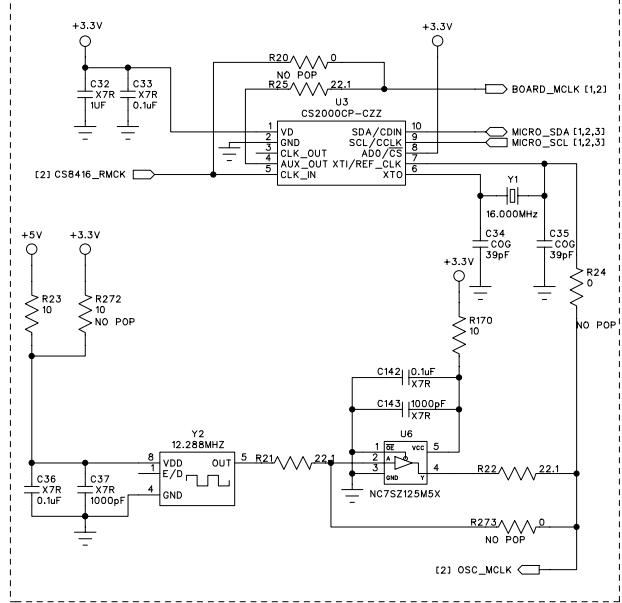 +3.3V
+3.3V
R20 0
NO POP
R25 22.1
C32
X7R
1UF
C33
X7R
0.1uF
U3
CS2000CP-CZZ
BOARD_MCLK [1,2]
1 VD
2 GND
3 CLK_OUT
4 AUX_OUT
5 CLK_IN
SDA/CDIN 10
SCL/CCLK 9
AD0/CS 8
XTI/REF_CLK 7
XTO 6
MICRO_SDA [1,2,3]
MICRO_SCL [1,2,3]
[2] CS8416_RMCK
Y1
16.000MHz
C34
COG
39pF
C35
COG
39pF
R24
0
NO POP
+5V
+3.3V
+3.3V
R23
10
R272
10
NO POP
R170
10
C142 0.1uF
X7R
C143 1000pF
X7R
Y2
12.288MHZ
8 VDD
1 E/D
4 GND
OUT 5
R21 22.1
U6
1 OE
2 A
3 GND
VCC 5
Y 4
NC7SZ125M5X
R22 22.1
C36
X7R
0.1uF
C37
X7R
1000pF
R273 0
NO POP
[2] OSC_MCLK